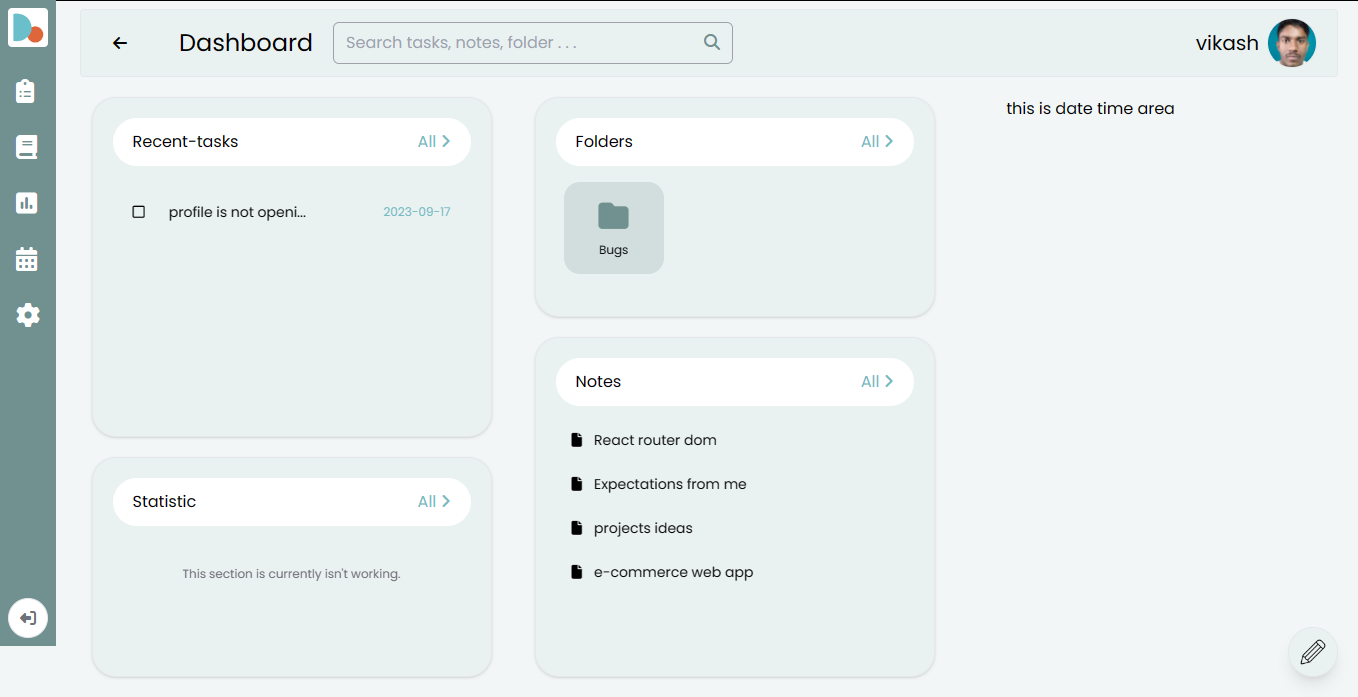 Dashboard
Search tasks, notes, folder . . .
vikash
Recent-tasks
All
profile is not openi...
2023-09-17
Statistic
All
This section is currently isn't working.
Folders
All
Bugs
Notes
All
React router dom
Expectations from me
projects ideas
e-commerce web app
this is date time area